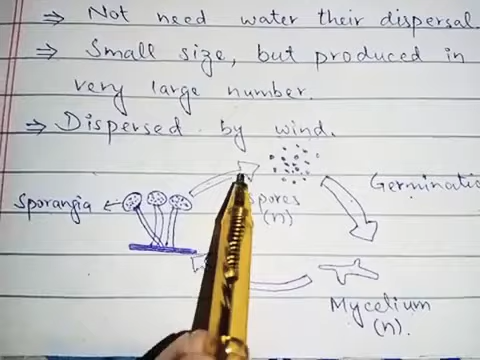 ⇒ Not need water their dispersal.
⇒ Small size, but produced in
very large number.
⇒ Dispersed by wind.
Sporangia
spores
(n)
Germinatio
Mycelium
(n).